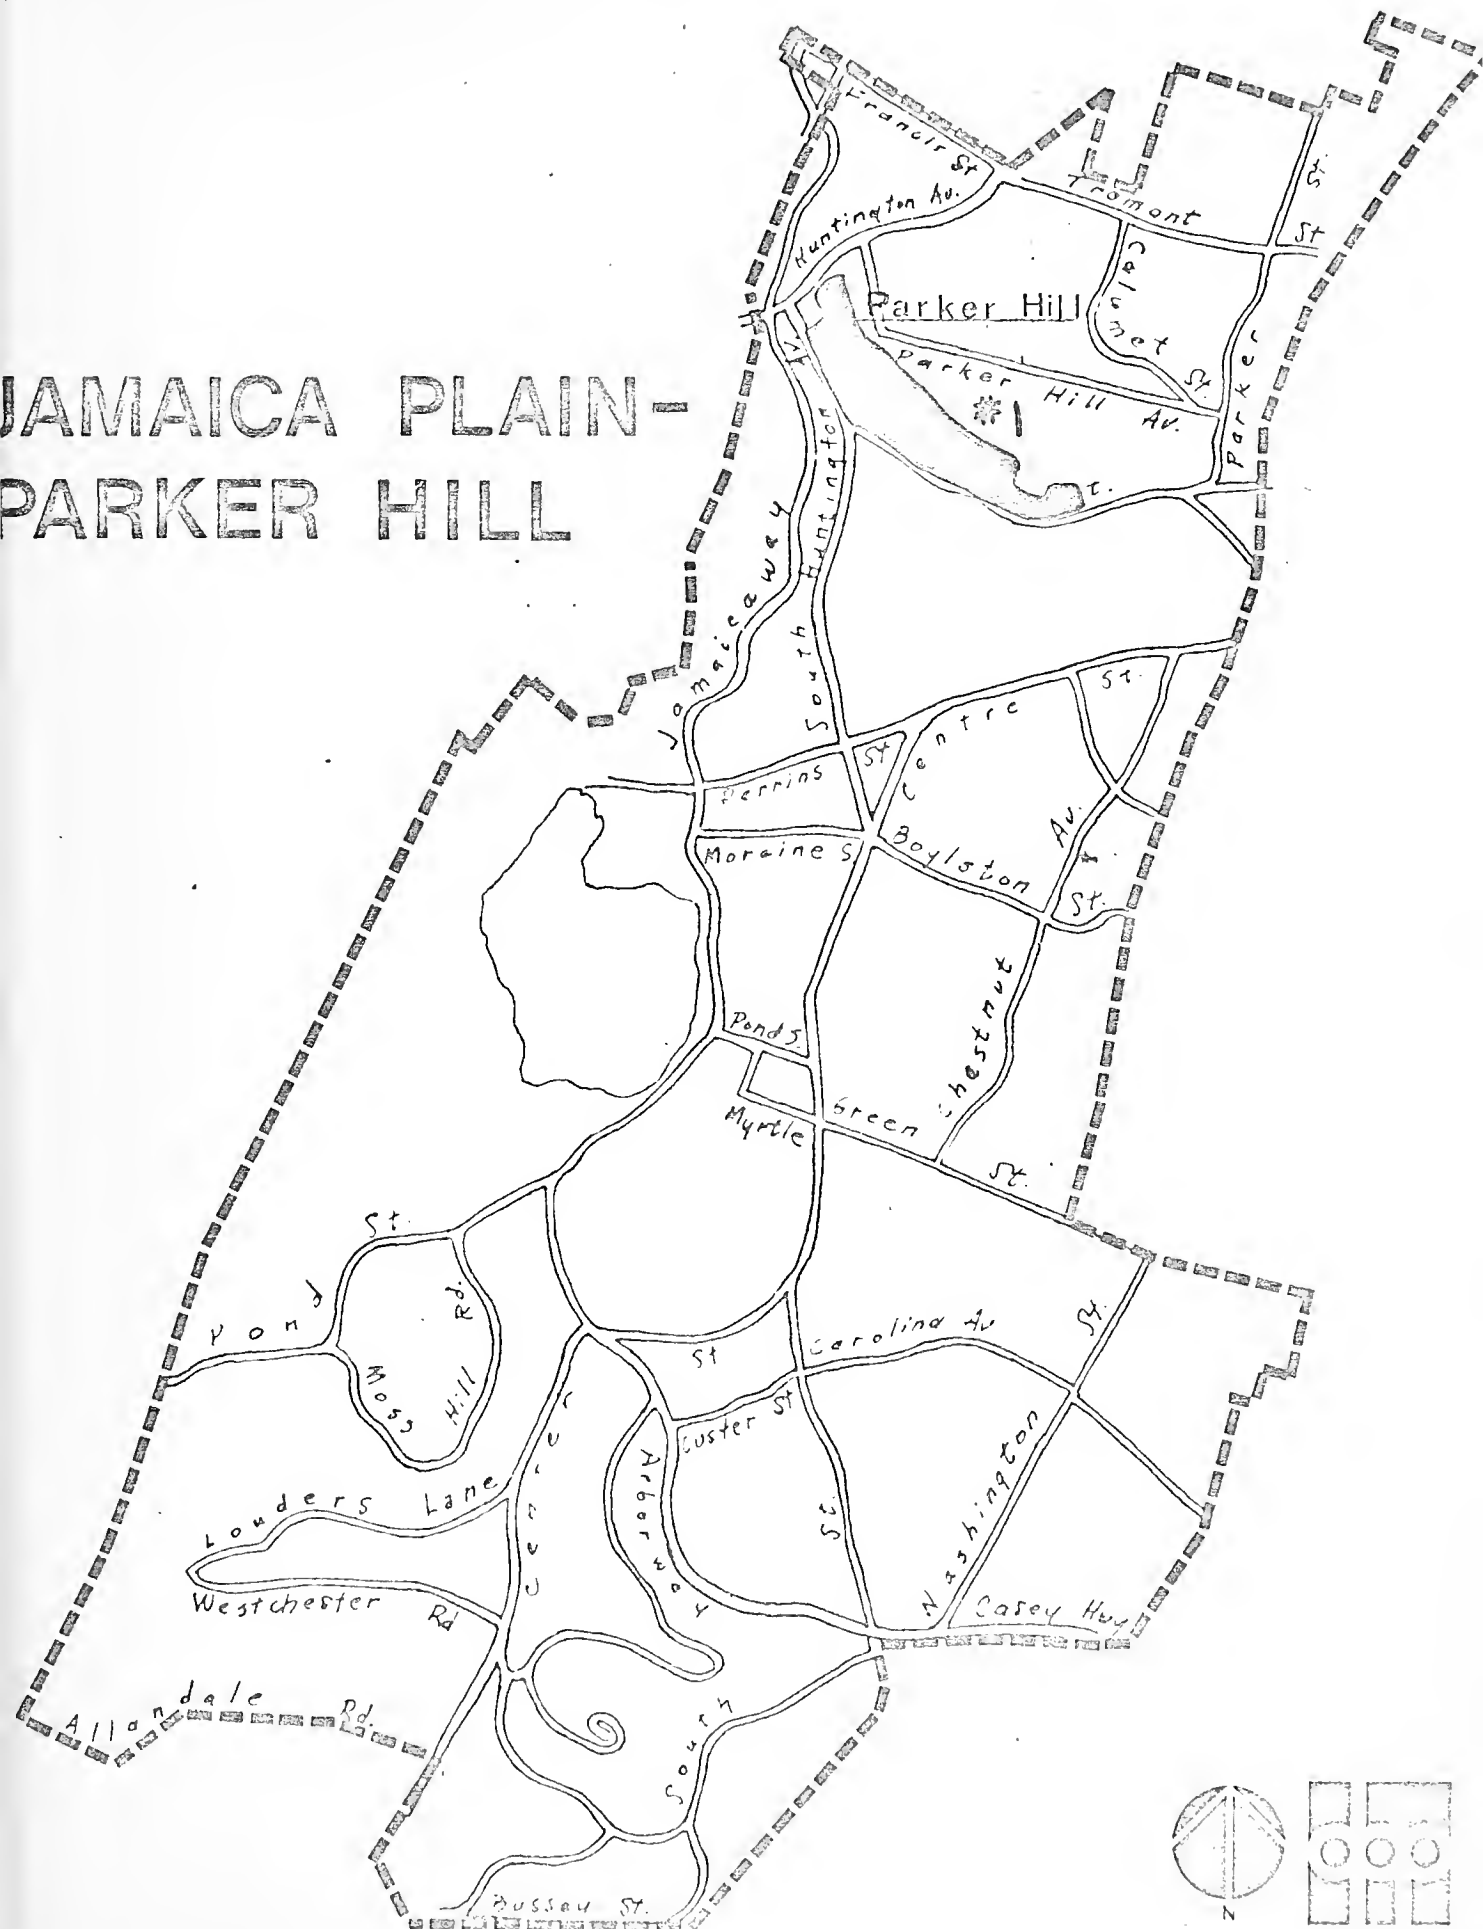 JAMAICA PLAIN-
PARKER HILL
Francis St
Huntington Av.
Tremont
St
St.
Calumet
St.
Parker Hill
Parker Hill Av.
Parker
1
Av
South Huntington
t.
Jamaicaway
Perrins
St
Centre
St.
Moraine S.
Boylston
St.
Av.
Chestnut
Pond S.
Myrtle
Green
St.
Pond
St.
Moss
Hill
Rd.
St
Carolina Av
St.
Custer St
Centre
Arborway
St.
Washington
Casey Hwy
Louders Lane
Westchester
Rd
Allandale
Rd.
South
Bussey St.
N